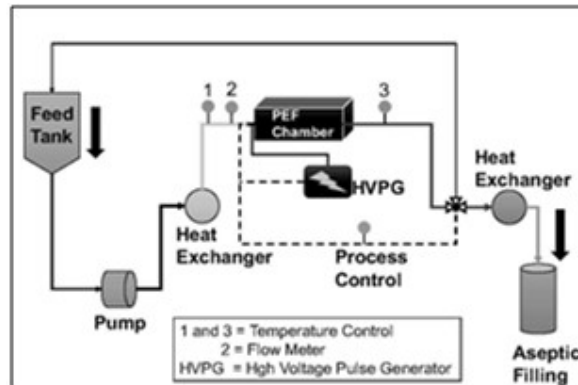 1 2 3
Feed
Tank
PEF
Chamber
HVPG
Heat
Exchanger
Heat
Exchanger
Process
Control
Pump
1 and 3 = Temperature Control
2 = Flow Meter
HVPG = Hgh Voltage Pulse Generator
Aseptic
Filling